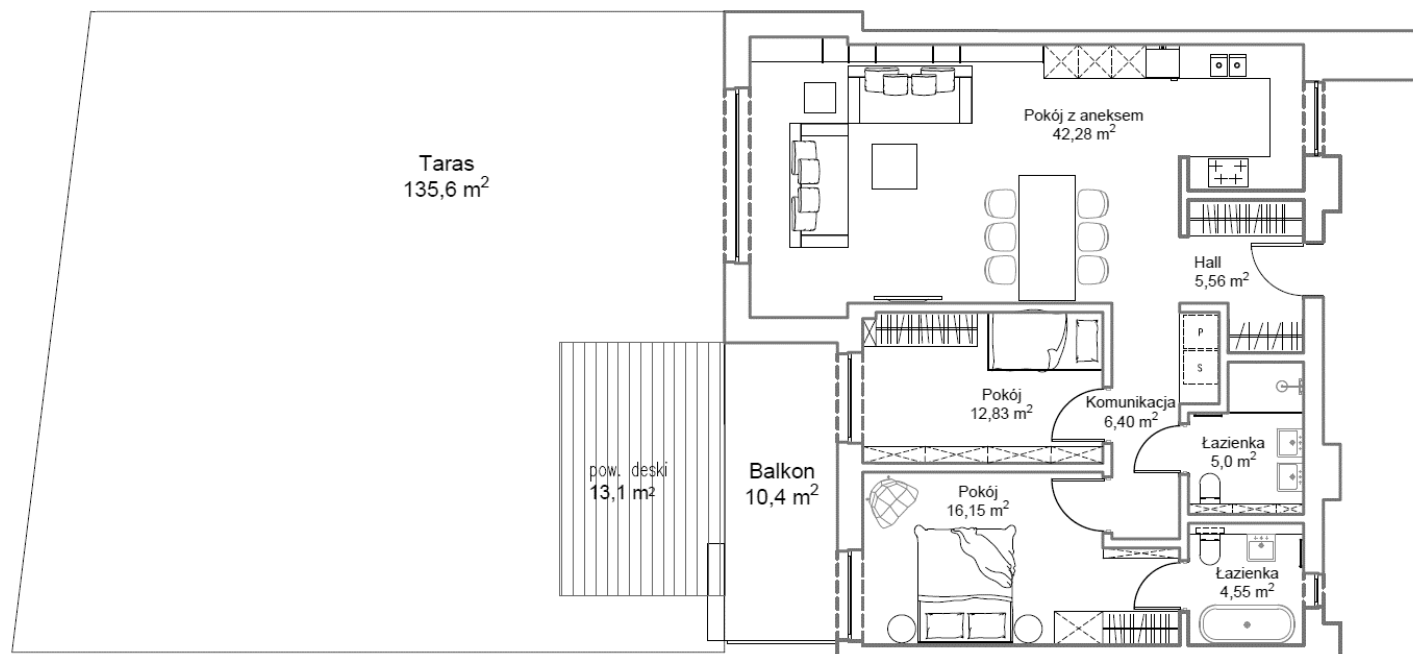 Taras
135,6 m²
Pokój z aneksem
42,28 m²
Hall
5,56 m²
P
S
Pokój
12,83 m²
Komunikacja
6,40 m²
Łazienka
5,0 m²
pow. deski
13,1 m²
Balkon
10,4 m²
Pokój
16,15 m²
Łazienka
4,55 m²